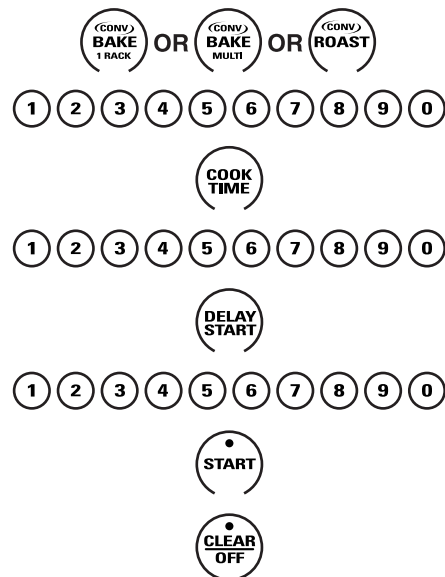 (CONV) BAKE 1 RACK OR (CONV) BAKE MULTI OR (CONV) ROAST
1 2 3 4 5 6 7 8 9 0
COOK
TIME
1 2 3 4 5 6 7 8 9 0
DELAY
START
1 2 3 4 5 6 7 8 9 0
START
CLEAR
OFF